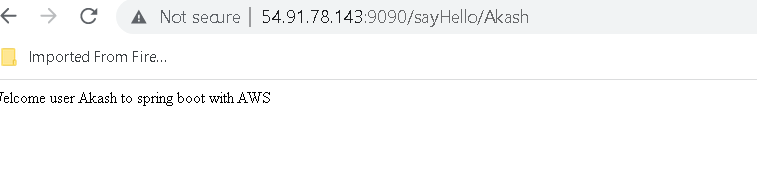 Not secure | 54.91.78.143:9090/sayHello/Akash
Imported From Fire...
Welcome user Akash to spring boot with AWS